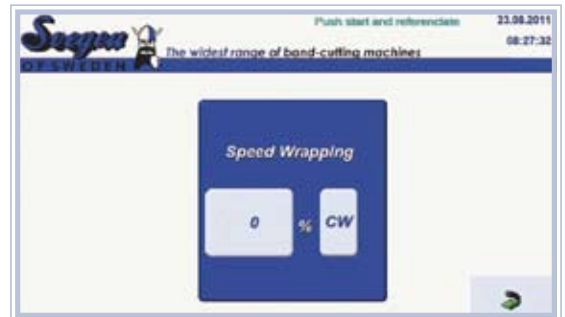 Push start and referenciate
23.08.2011
08:27:32
Svegea
OF SWEDEN
The widest range of band-cutting machines
Speed Wrapping
0 % CW